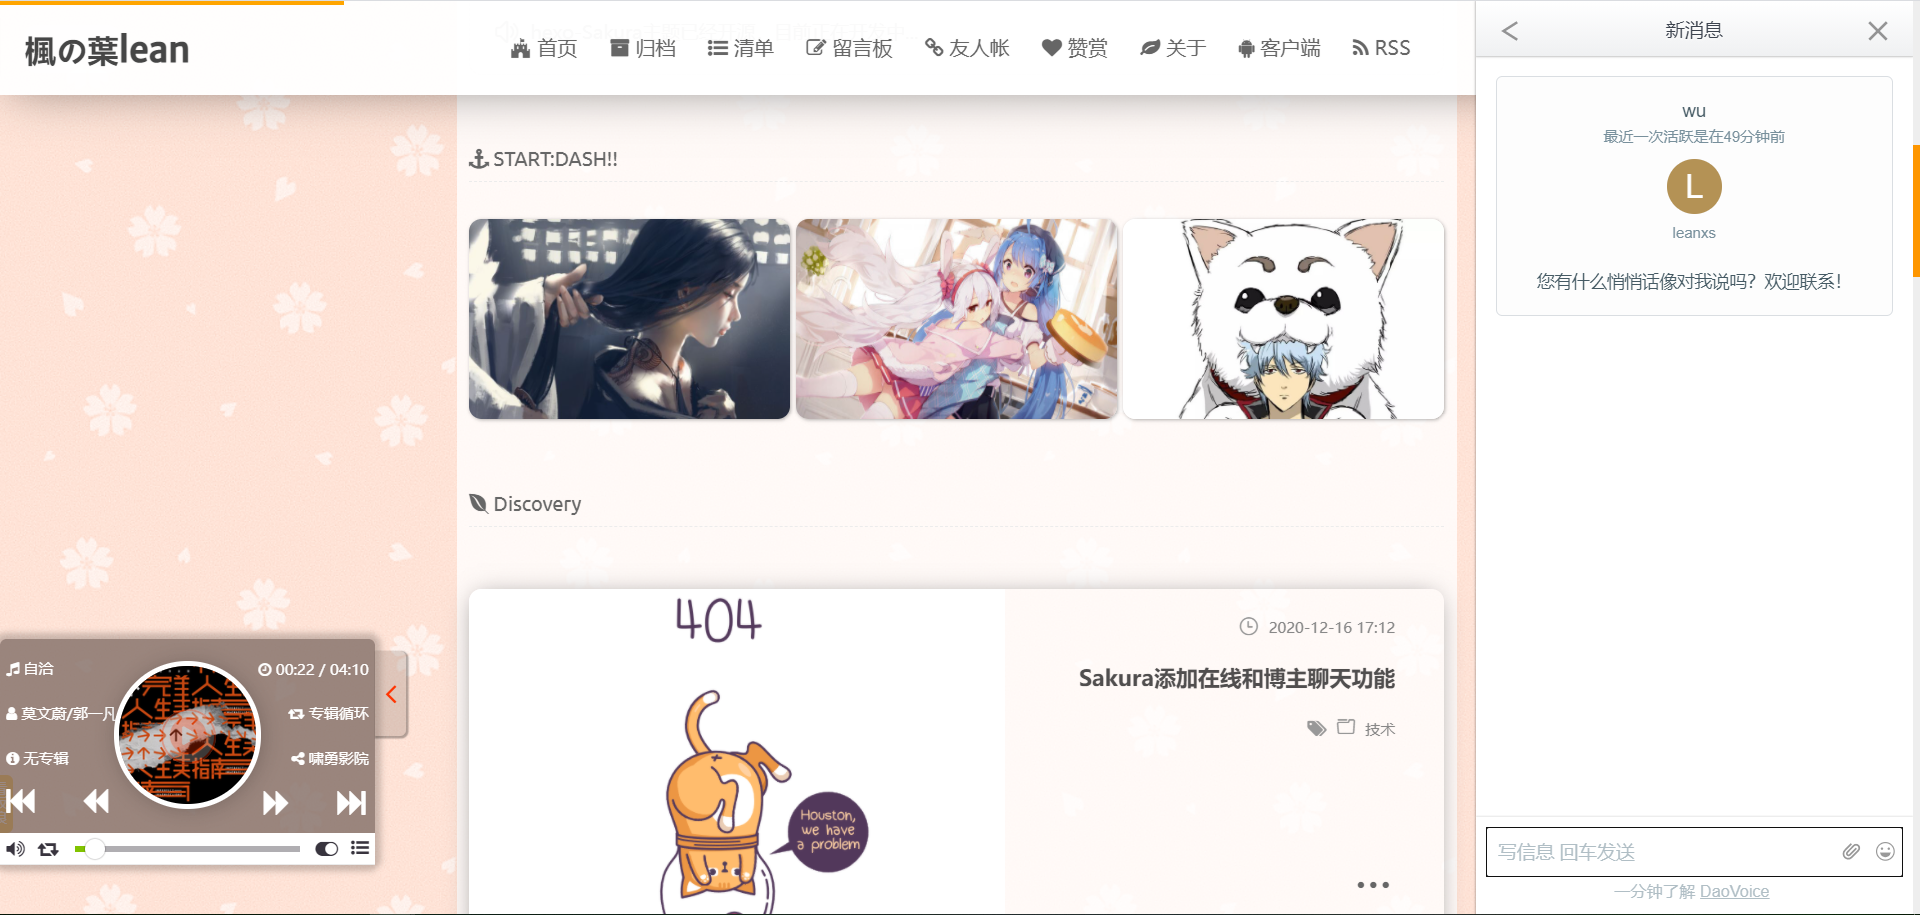 楓の葉lean
首页 归档 清单 留言板 友人帐 赞赏 关于 客户端 RSS
START:DASH!!
Discovery
404
Houston,
we have
a problem
2020-12-16 17:12
Sakura添加在线和博主聊天功能
技术
自洽
00:22 / 04:10
莫文蔚/郭一凡
专辑循环
无专辑
啸勇影院
新消息
wu
最近一次活跃是在49分钟前
L
leanxs
您有什么悄悄话像对我说吗？欢迎联系！
写信息 回车发送
一分钟了解 DaoVoice